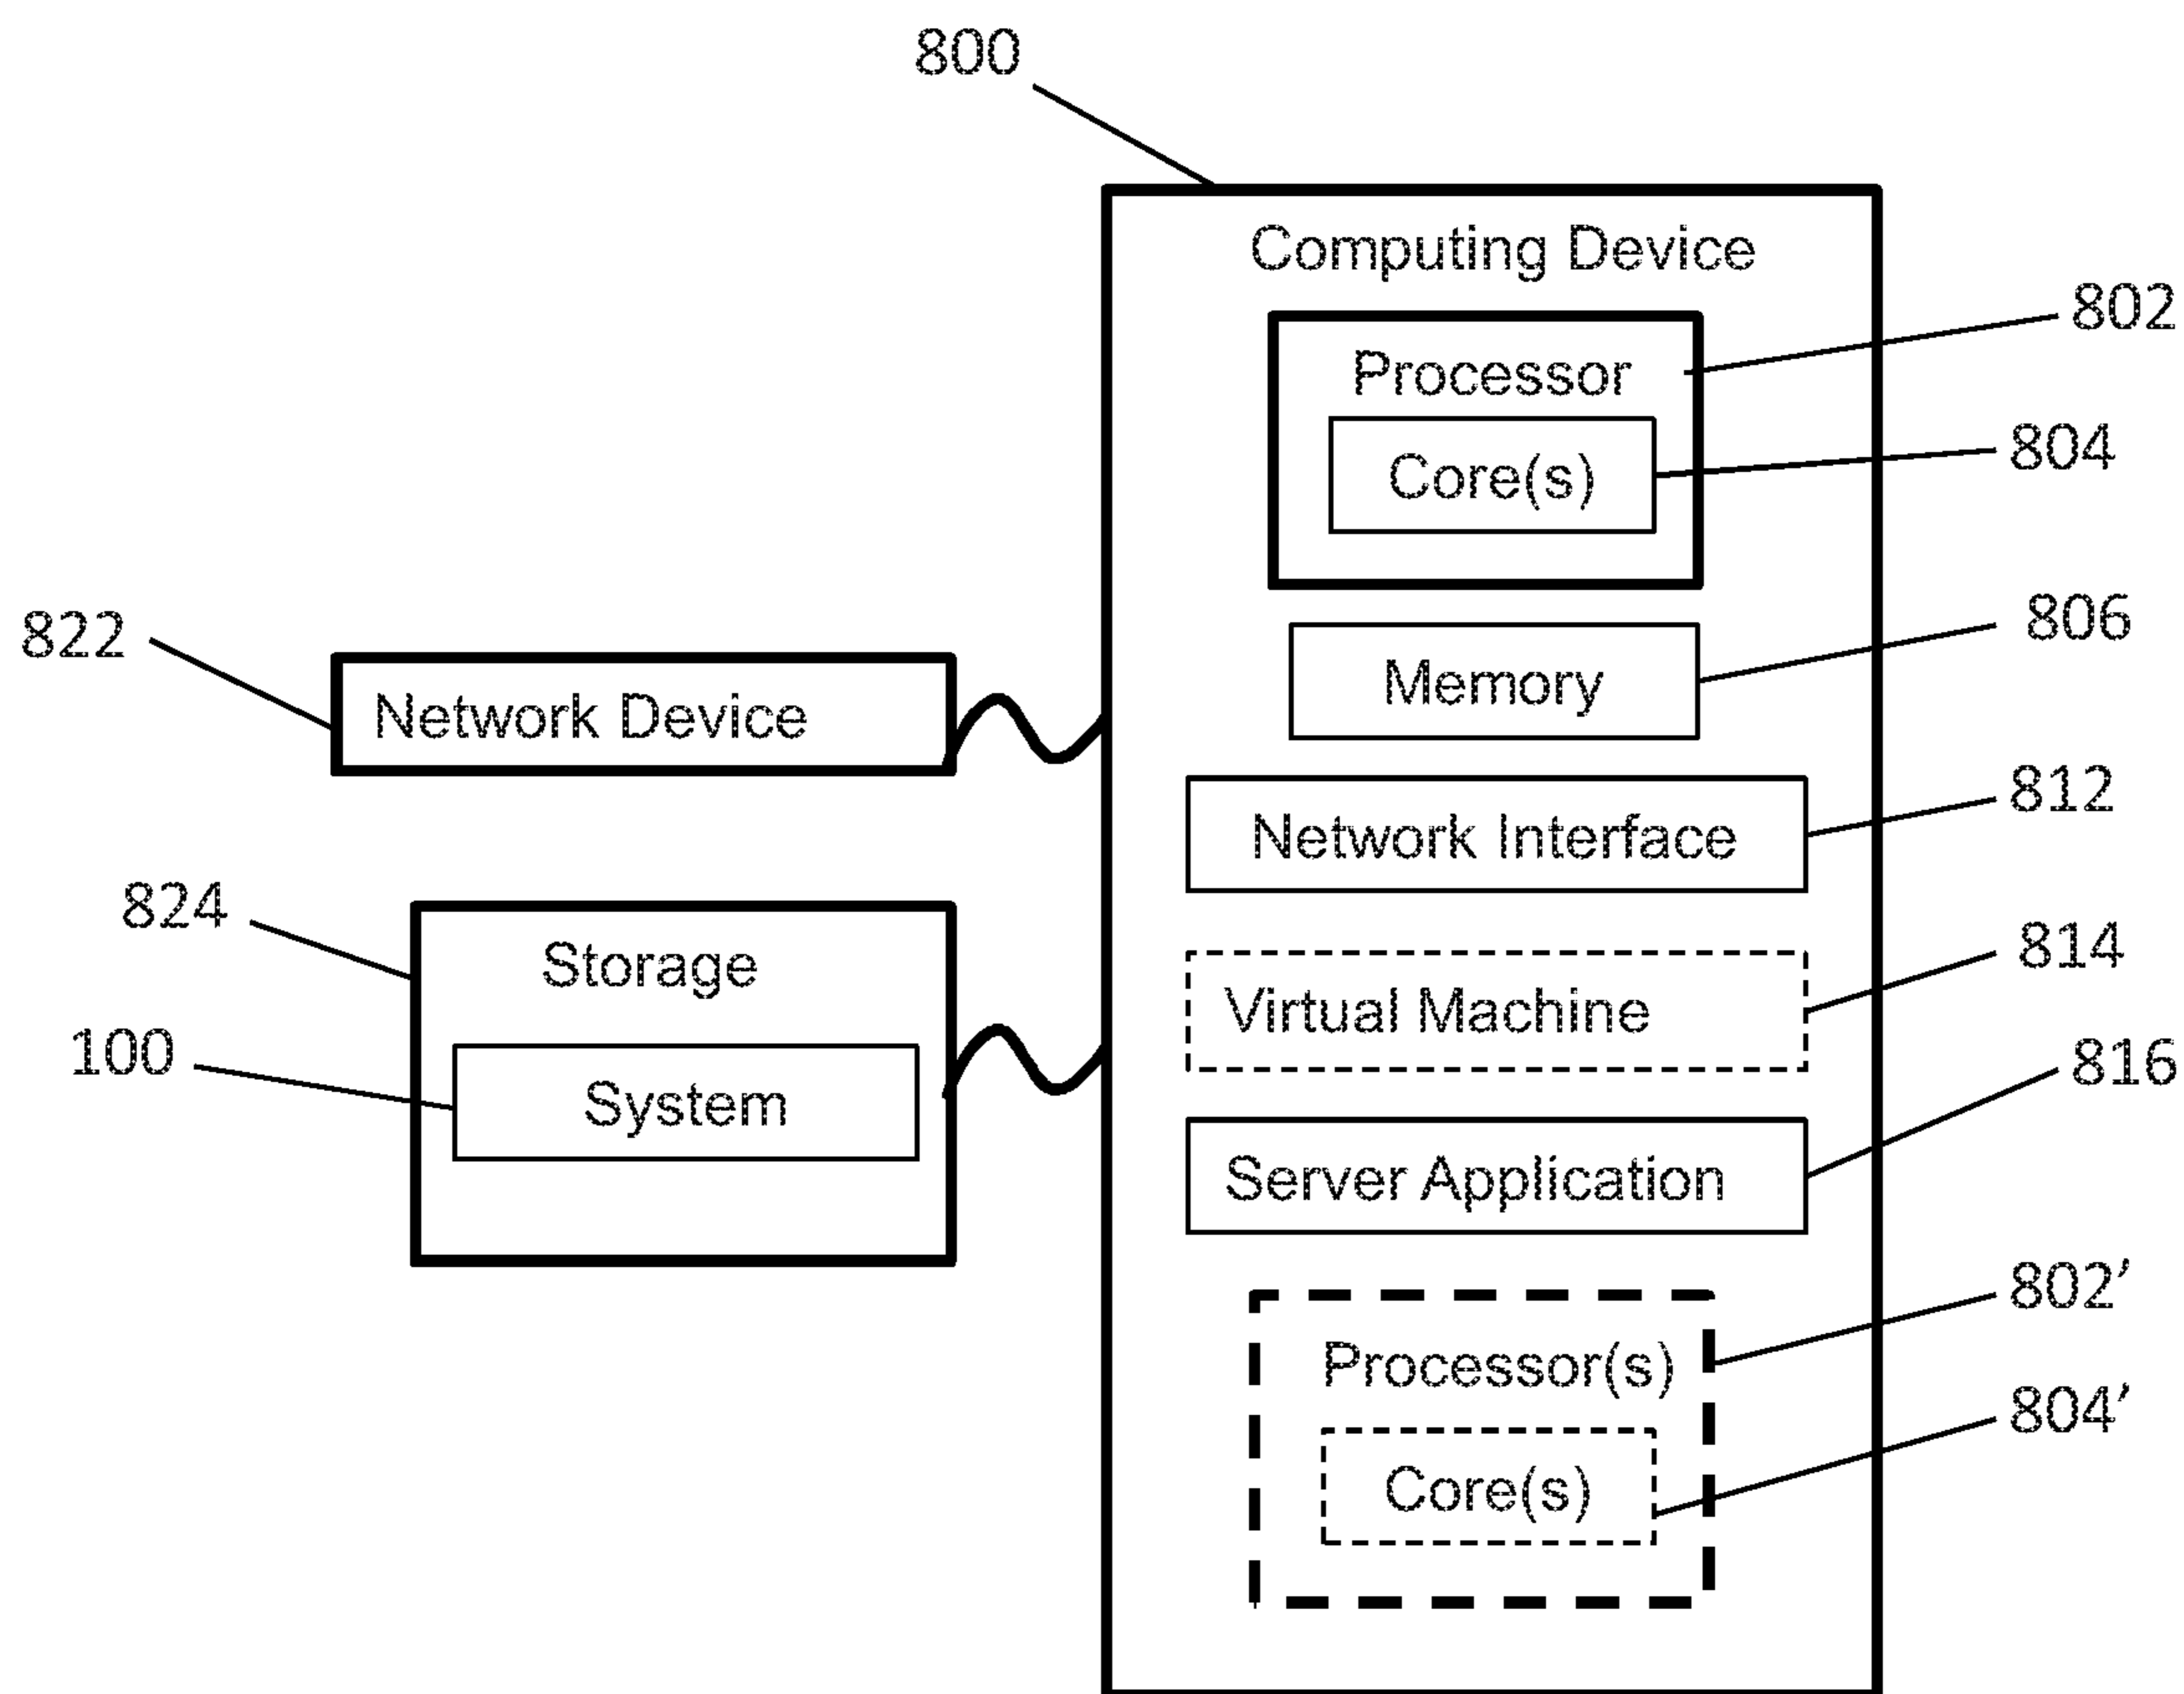 800
Computing Device
802
Processor
804
Core(s)
806
Memory
822
Network Device
812
Network Interface
824
Storage
814
Virtual Machine
100
System
816
Server Application
802’
Processor(s)
804’
Core(s)